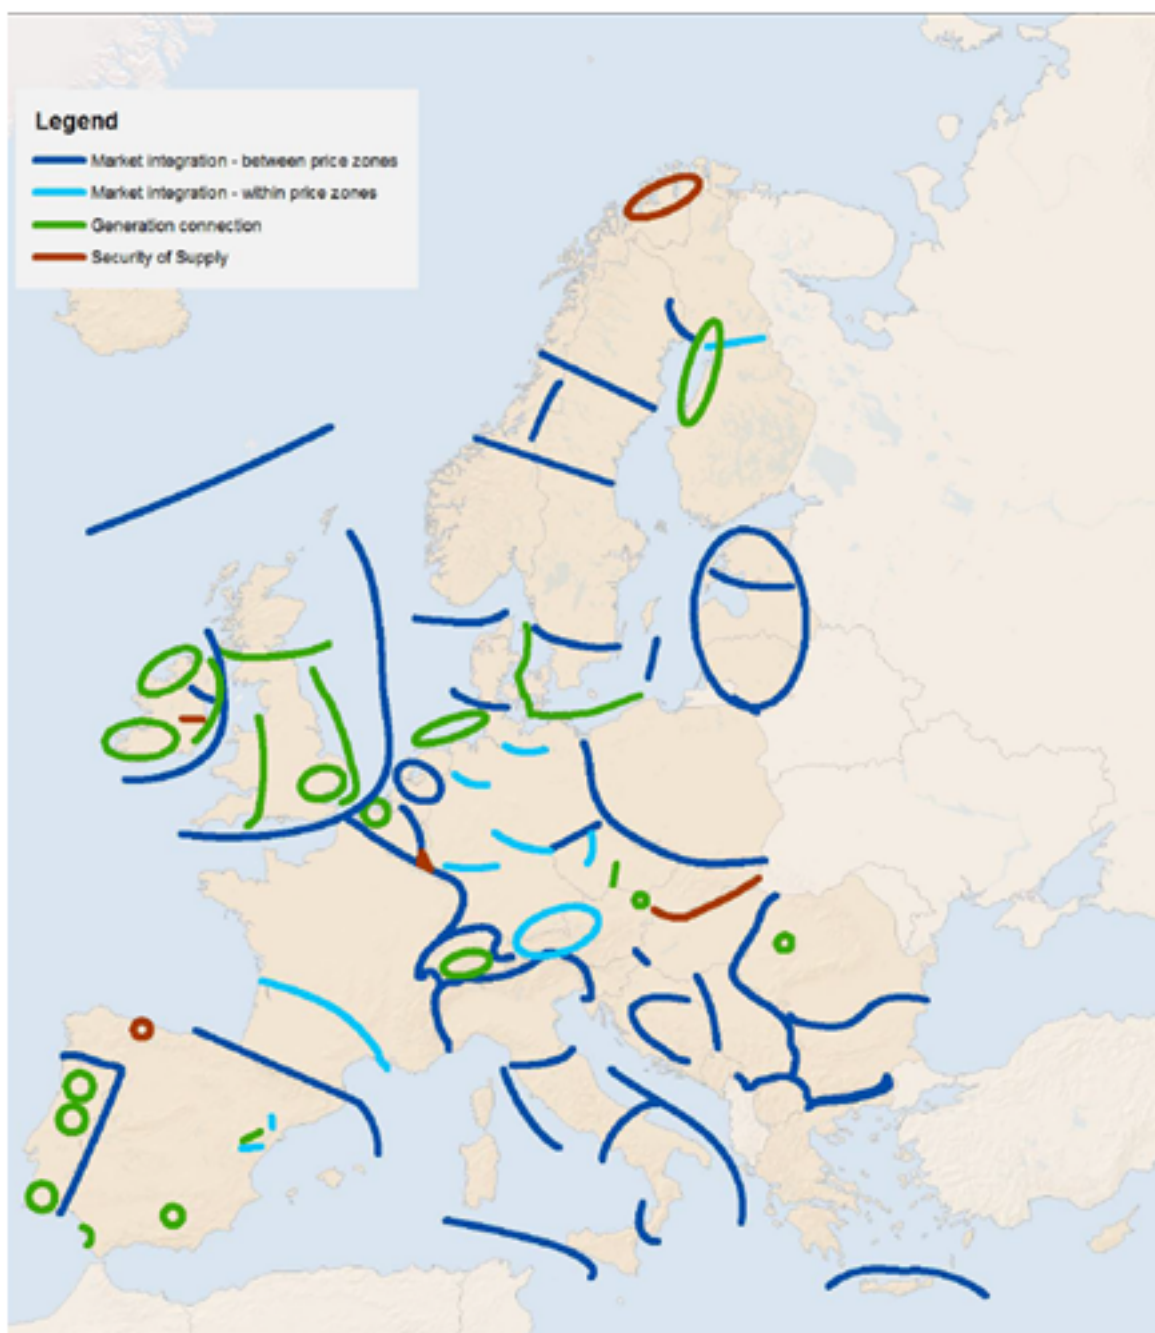 Legend
Market integration - between price zones
Market integration - within price zones
Generation connection
Security of Supply